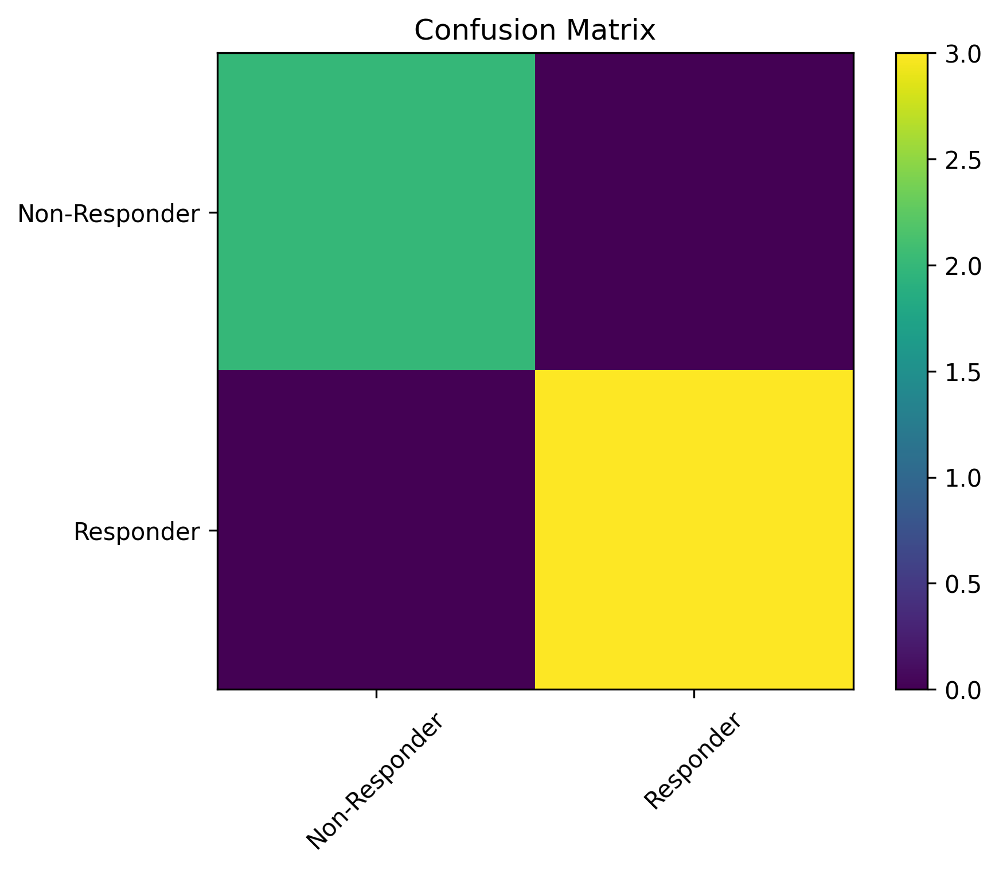 Confusion Matrix
Non-Responder
Responder
Non-Responder
Responder
3.0
2.5
2.0
1.5
1.0
0.5
0.0